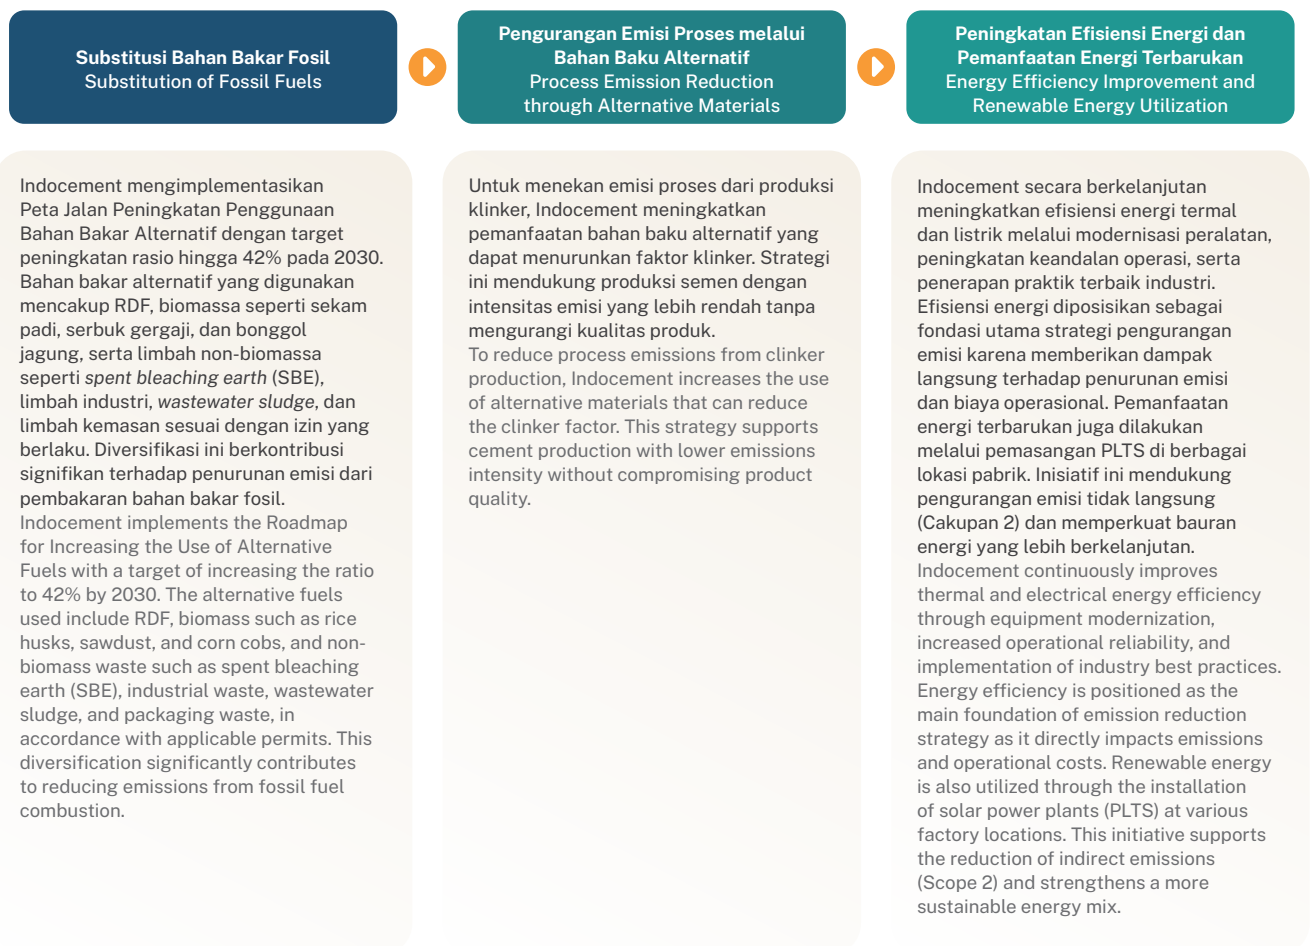 Substitusi Bahan Bakar Fosil
Substitution of Fossil Fuels
Pengurangan Emisi Proses melalui
Bahan Baku Alternatif
Process Emission Reduction
through Alternative Materials
Peningkatan Efisiensi Energi dan
Pemanfaatan Energi Terbarukan
Energy Efficiency Improvement and
Renewable Energy Utilization
Indocement mengimplementasikan
Peta Jalan Peningkatan Penggunaan
Bahan Bakar Alternatif dengan target
peningkatan rasio hingga 42% pada 2030.
Bahan bakar alternatif yang digunakan
mencakup RDF, biomassa seperti sekam
padi, serbuk gergaji, dan bonggol
jagung, serta limbah non-biomassa
seperti spent bleaching earth (SBE),
limbah industri, wastewater sludge, dan
limbah kemasan sesuai dengan izin yang
berlaku. Diversifikasi ini berkontribusi
signifikan terhadap penurunan emisi dari
pembakaran bahan bakar fosil.
Indocement implements the Roadmap
for Increasing the Use of Alternative
Fuels with a target of increasing the ratio
to 42% by 2030. The alternative fuels
used include RDF, biomass such as rice
husks, sawdust, and corn cobs, and non-
biomass waste such as spent bleaching
earth (SBE), industrial waste, wastewater
sludge, and packaging waste, in
accordance with applicable permits. This
diversification significantly contributes
to reducing emissions from fossil fuel
combustion.
Untuk menekan emisi proses dari produksi
klinker, Indocement meningkatkan
pemanfaatan bahan baku alternatif yang
dapat menurunkan faktor klinker. Strategi
ini mendukung produksi semen dengan
intensitas emisi yang lebih rendah tanpa
mengurangi kualitas produk.
To reduce process emissions from clinker
production, Indocement increases the use
of alternative materials that can reduce
the clinker factor. This strategy supports
cement production with lower emissions
intensity without compromising product
quality.
Indocement secara berkelanjutan
meningkatkan efisiensi energi termal
dan listrik melalui modernisasi peralatan,
peningkatan keandalan operasi, serta
penerapan praktik terbaik industri.
Efisiensi energi diposisikan sebagai
fondasi utama strategi pengurangan
emisi karena memberikan dampak
langsung terhadap penurunan emisi
dan biaya operasional. Pemanfaatan
energi terbarukan juga dilakukan
melalui pemasangan PLTS di berbagai
lokasi pabrik. Inisiatif ini mendukung
pengurangan emisi tidak langsung
(Cakupan 2) dan memperkuat bauran
energi yang lebih berkelanjutan.
Indocement continuously improves
thermal and electrical energy efficiency
through equipment modernization,
increased operational reliability, and
implementation of industry best practices.
Energy efficiency is positioned as the
main foundation of emission reduction
strategy as it directly impacts emissions
and operational costs. Renewable energy
is also utilized through the installation
of solar power plants (PLTS) at various
factory locations. This initiative supports
the reduction of indirect emissions
(Scope 2) and strengthens a more
sustainable energy mix.